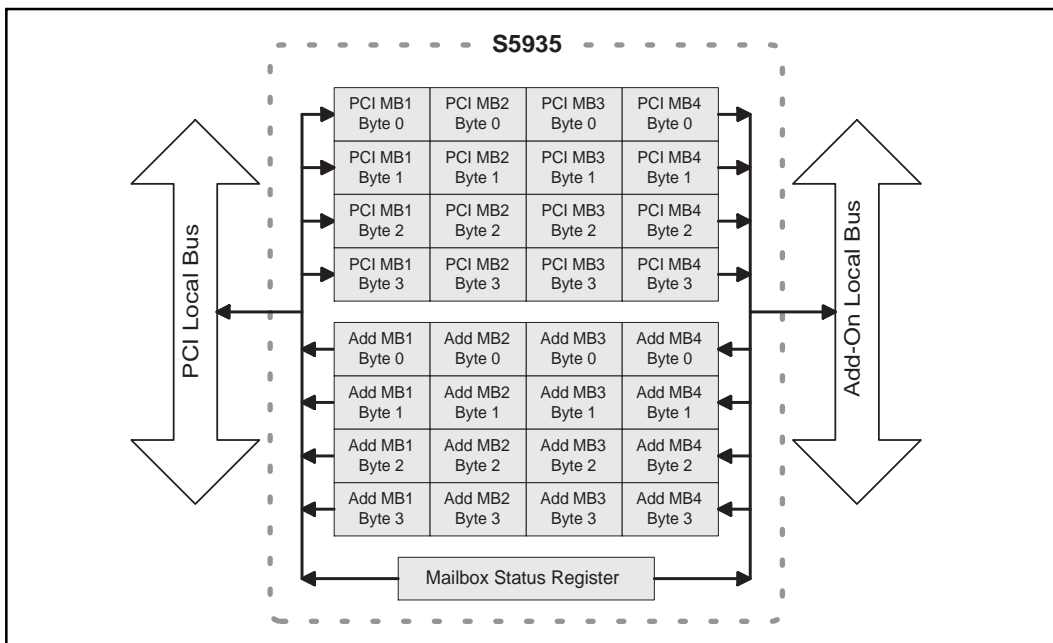 S5935
PCI MB1 PCI MB2 PCI MB3 PCI MB4
Byte 0 Byte 0 Byte 0 Byte 0
PCI MB1 PCI MB2 PCI MB3 PCI MB4
Byte 1 Byte 1 Byte 1 Byte 1
PCI MB1 PCI MB2 PCI MB3 PCI MB4
Byte 2 Byte 2 Byte 2 Byte 2
PCI MB1 PCI MB2 PCI MB3 PCI MB4
Byte 3 Byte 3 Byte 3 Byte 3
PCI Local Bus
Add-On Local Bus
Add MB1 Add MB2 Add MB3 Add MB4
Byte 0 Byte 0 Byte 0 Byte 0
Add MB1 Add MB2 Add MB3 Add MB4
Byte 1 Byte 1 Byte 1 Byte 1
Add MB1 Add MB2 Add MB3 Add MB4
Byte 2 Byte 2 Byte 2 Byte 2
Add MB1 Add MB2 Add MB3 Add MB4
Byte 3 Byte 3 Byte 3 Byte 3
Mailbox Status Register